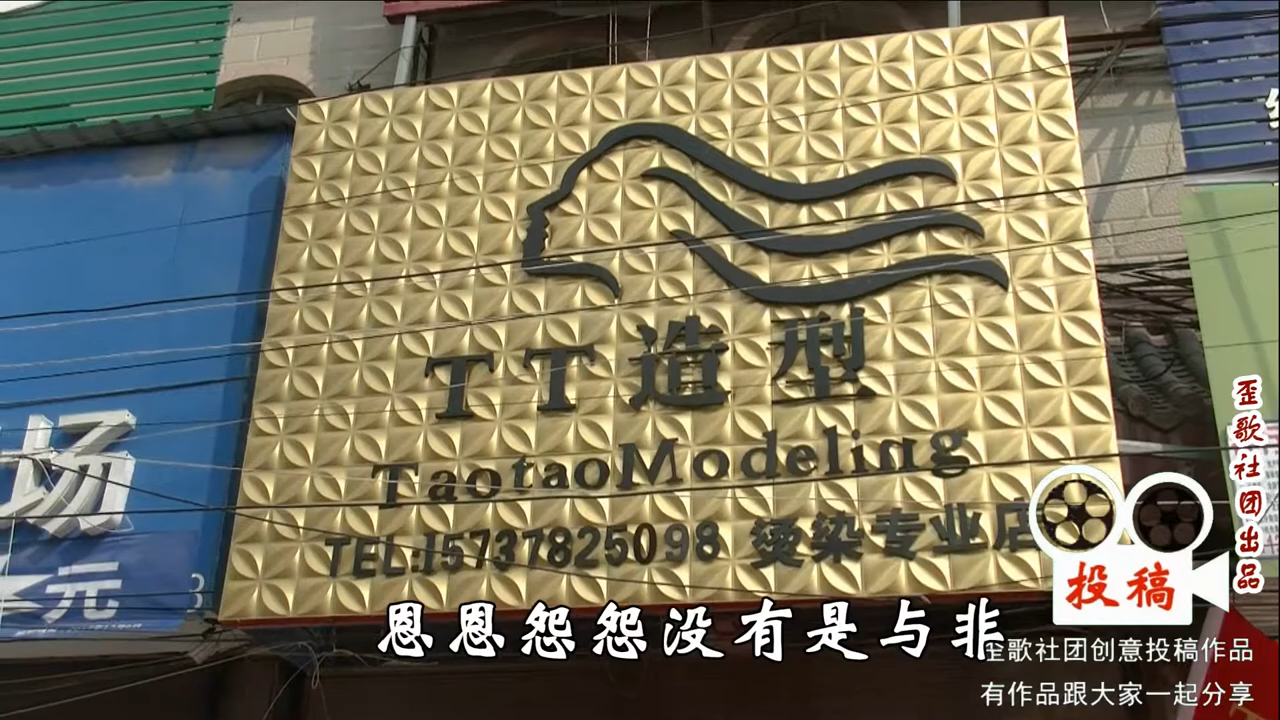 TT造型
TaotaoModeling
TEL:15737825098 烫染专业店
场
元
恩恩怨怨没有是与非
歪歌社团出品
投稿
歪歌社团创意投稿作品
有作品跟大家一起分享